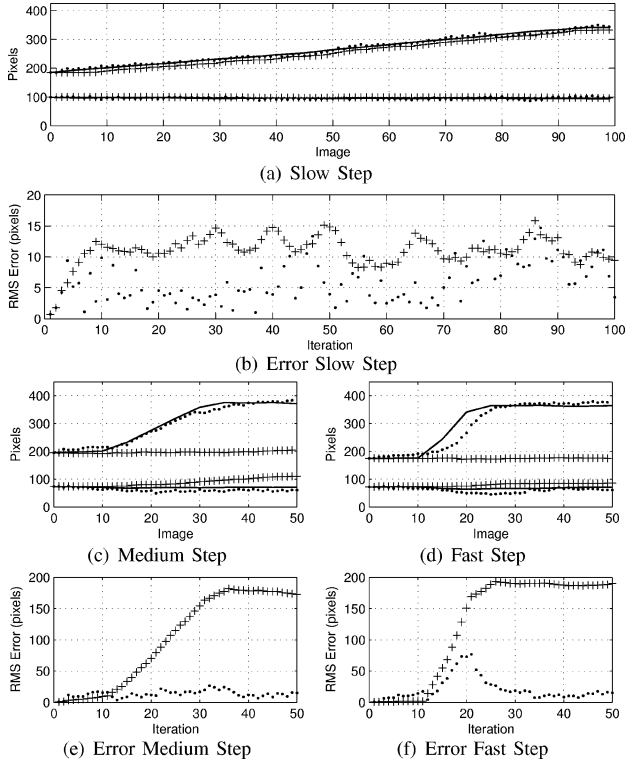 400
300
200
100
0
Pixels
0 10 20 30 40 50 60 70 80 90 100
Image
(a) Slow Step
20
15
10
5
0
RMS Error (pixels)
0 10 20 30 40 50 60 70 80 90 100
Iteration
(b) Error Slow Step
400
300
200
100
0
Pixels
0 10 20 30 40 50
Image
(c) Medium Step
400
300
200
100
0
Pixels
0 10 20 30 40 50
Image
(d) Fast Step
200
150
100
50
0
RMS Error (pixels)
0 10 20 30 40 50
Iteration
(e) Error Medium Step
200
150
100
50
0
RMS Error (pixels)
0 10 20 30 40 50
Iteration
(f) Error Fast Step